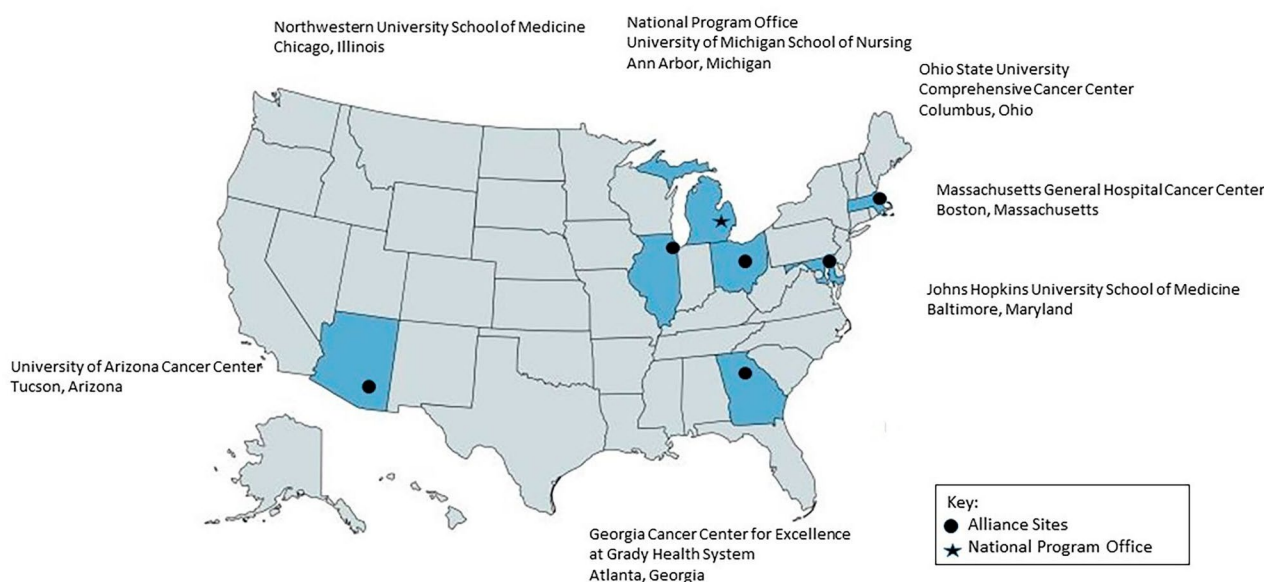 Northwestern University School of Medicine
Chicago, Illinois
National Program Office
University of Michigan School of Nursing
Ann Arbor, Michigan
Ohio State University
Comprehensive Cancer Center
Columbus, Ohio
Massachusetts General Hospital Cancer Center
Boston, Massachusetts
Johns Hopkins University School of Medicine
Baltimore, Maryland
University of Arizona Cancer Center
Tucson, Arizona
Georgia Cancer Center for Excellence
at Grady Health System
Atlanta, Georgia
Key:
Alliance Sites
National Program Office